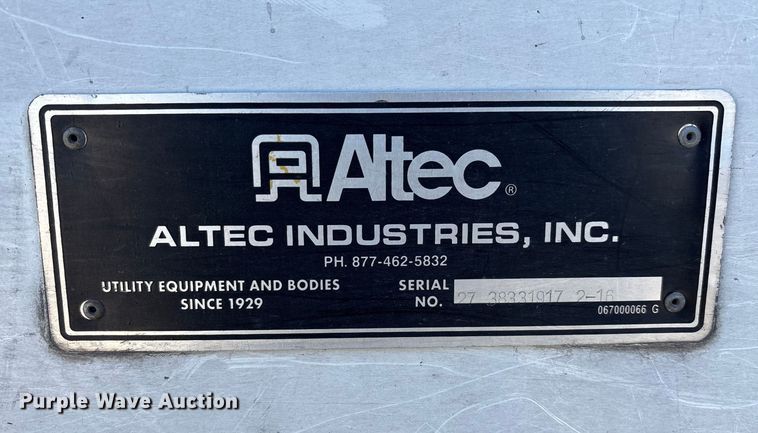 Altec®
ALTEC INDUSTRIES, INC.
PH. 877-462-5832
UTILITY EQUIPMENT AND BODIES
SINCE 1929
SERIAL
NO. 27 38331917 2-16
067000066 G
Purple Wave Auction